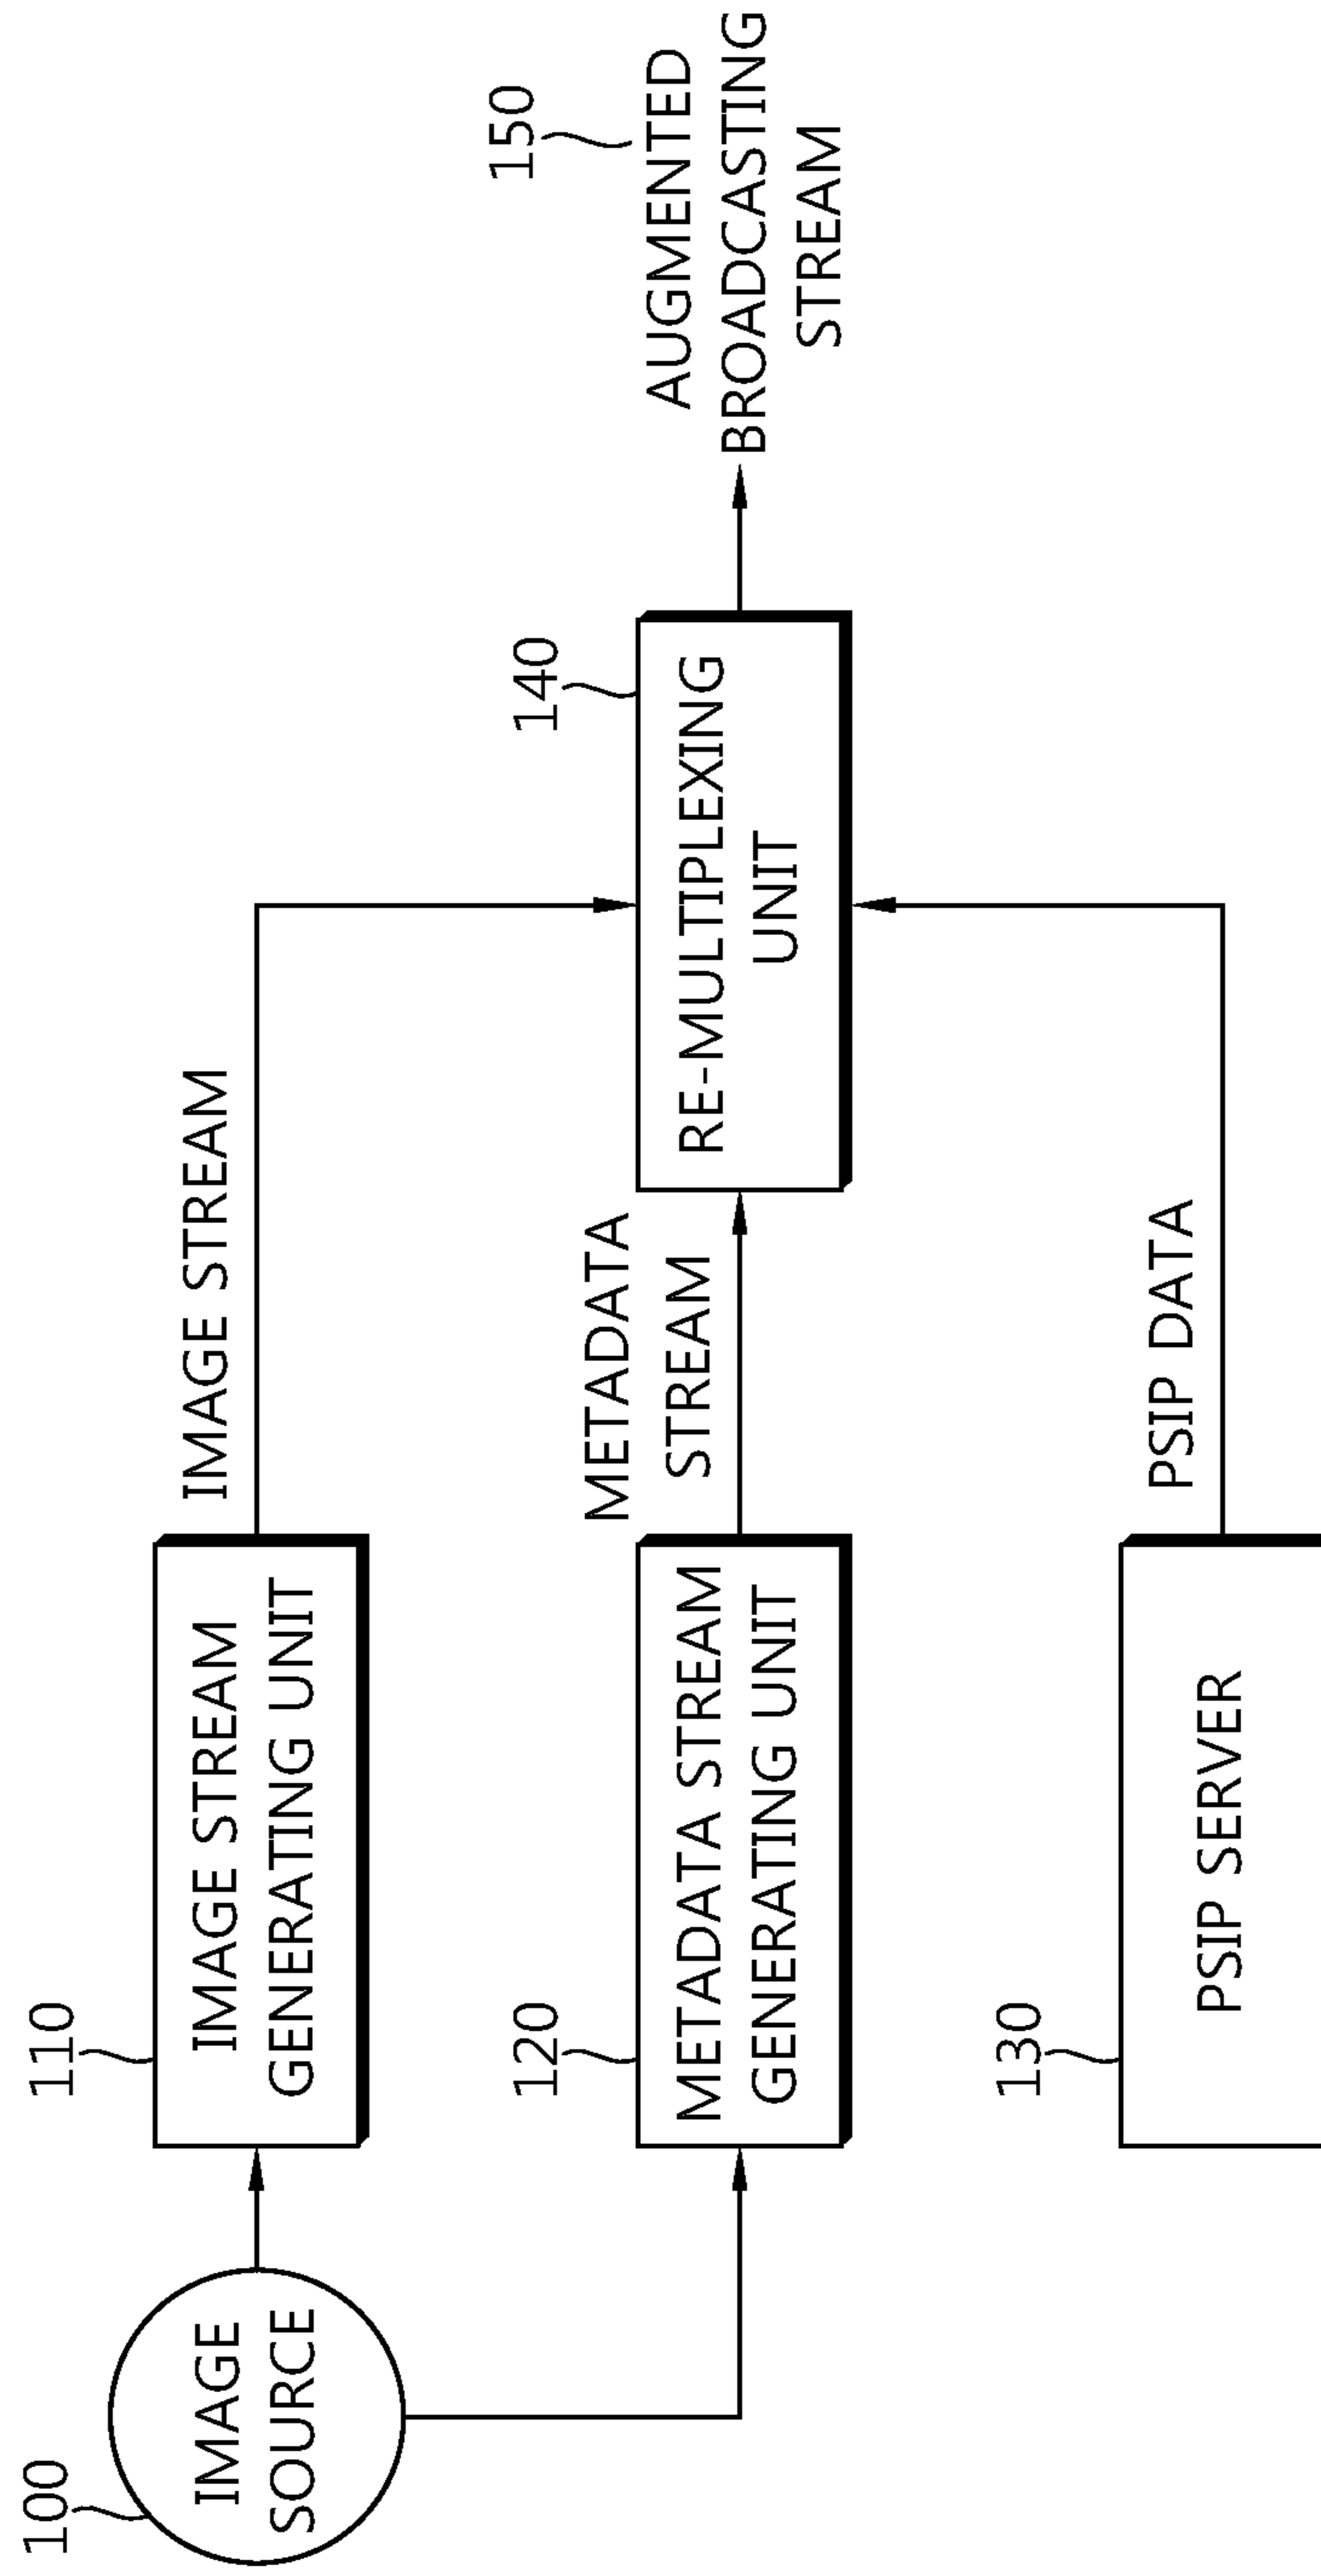 100
IMAGE
SOURCE
110
IMAGE STREAM
GENERATING UNIT
IMAGE STREAM
120
METADATA STREAM
GENERATING UNIT
METADATA
STREAM
130
PSIP SERVER
PSIP DATA
140
RE-MULTIPLEXING
UNIT
150
AUGMENTED
BROADCASTING
STREAM